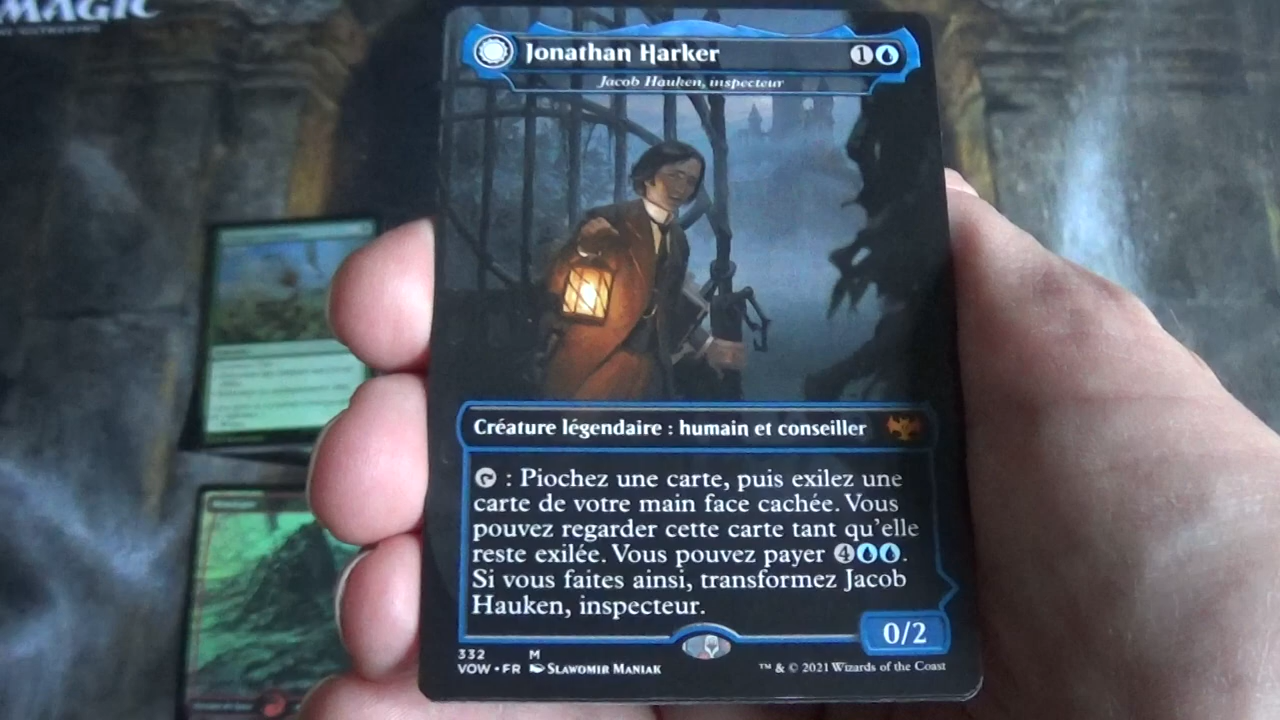 MAGIC
Jonathan Harker 1
Jacob Hauken, inspecteur
Créature légendaire : humain et conseiller
: Piochez une carte, puis exilez une
carte de votre main face cachée. Vous
pouvez regarder cette carte tant qu'elle
reste exilée. Vous pouvez payer 4.
Si vous faites ainsi, transformez Jacob
Hauken, inspecteur.
0/2
332 M
VOW • FR SLAWOMIR MANIAK
™ & © 2021 Wizards of the Coast